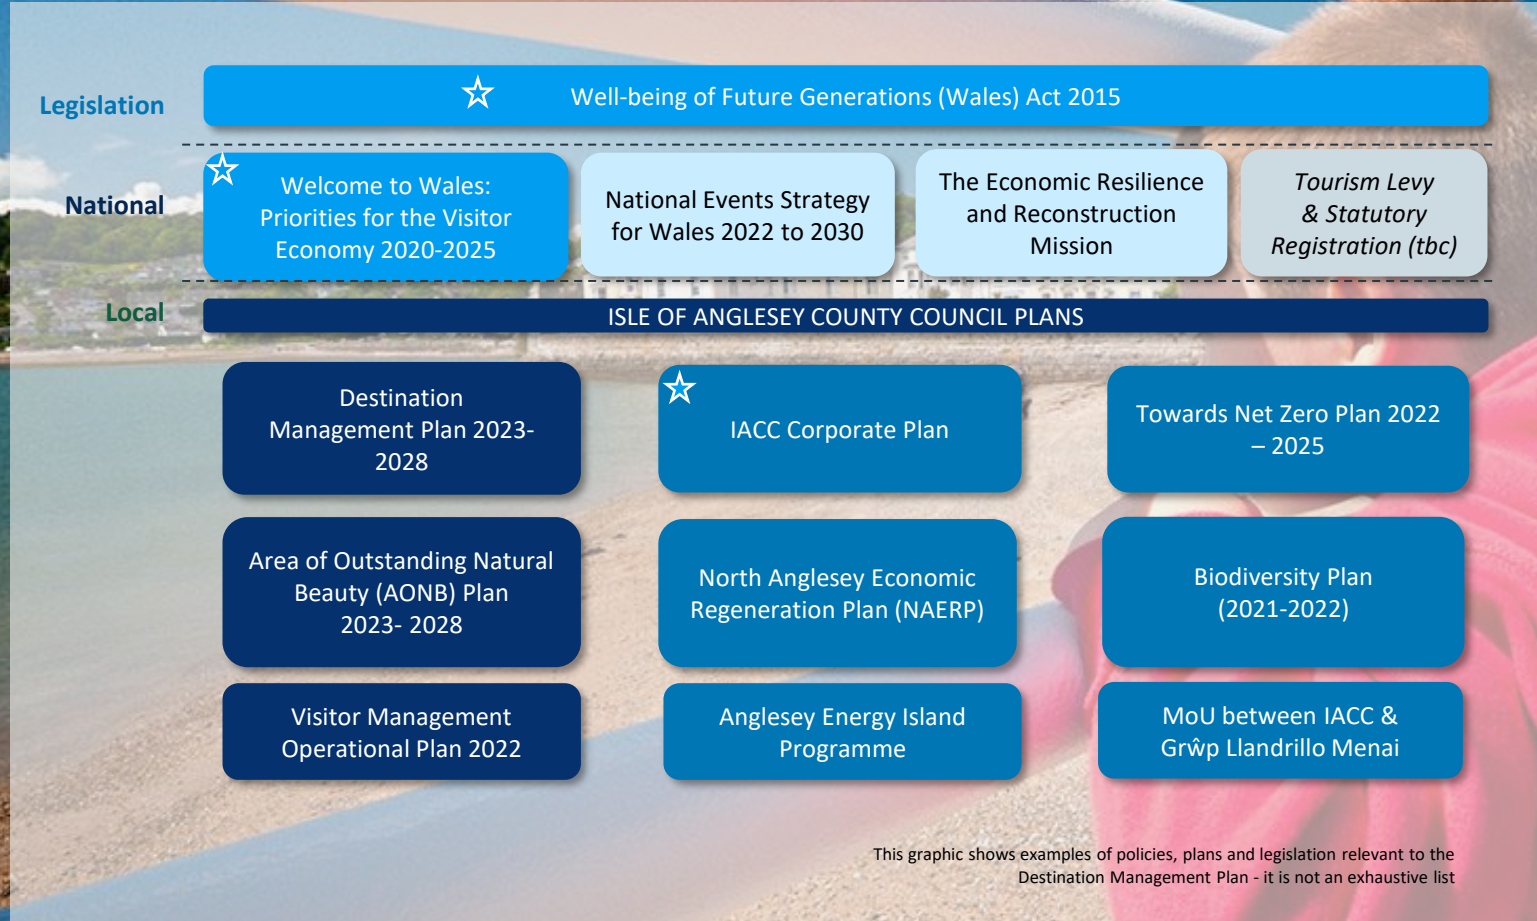 Legislation
Well-being of Future Generations (Wales) Act 2015
National
Welcome to Wales:
Priorities for the Visitor
Economy 2020-2025
National Events Strategy
for Wales 2022 to 2030
The Economic Resilience
and Reconstruction
Mission
Tourism Levy
& Statutory
Registration (tbc)
Local
ISLE OF ANGLESEY COUNTY COUNCIL PLANS
Destination
Management Plan 2023-
2028
IACC Corporate Plan
Towards Net Zero Plan 2022
– 2025
Area of Outstanding Natural
Beauty (AONB) Plan
2023- 2028
North Anglesey Economic
Regeneration Plan (NAERP)
Biodiversity Plan
(2021-2022)
Visitor Management
Operational Plan 2022
Anglesey Energy Island
Programme
MoU between IACC &
Grŵp Llandrillo Menai
This graphic shows examples of policies, plans and legislation relevant to the
Destination Management Plan - it is not an exhaustive list